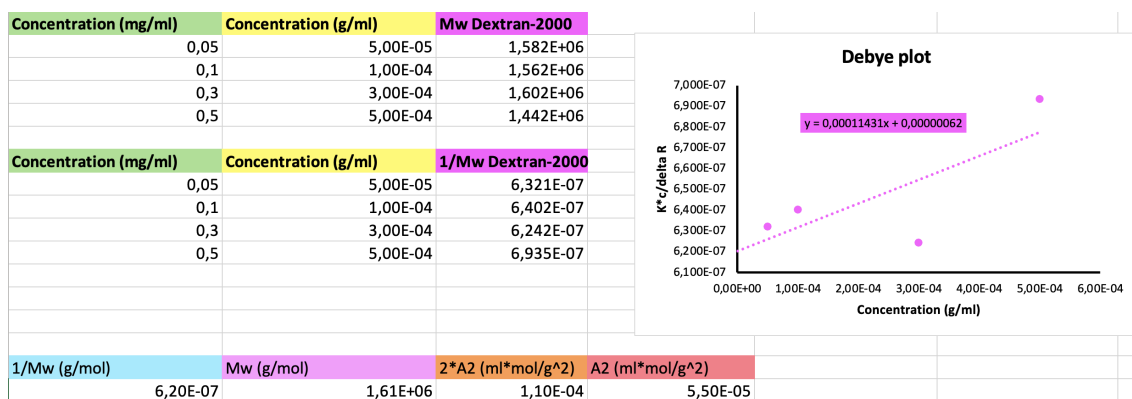 Concentration (mg/ml) Concentration (g/ml) Mw Dextran-2000
0,05 5,00E-05 1,582E+06
0,1 1,00E-04 1,562E+06
0,3 3,00E-04 1,602E+06
0,5 5,00E-04 1,442E+06
Concentration (mg/ml) Concentration (g/ml) 1/Mw Dextran-2000
0,05 5,00E-05 6,321E-07
0,1 1,00E-04 6,402E-07
0,3 3,00E-04 6,242E-07
0,5 5,00E-04 6,935E-07
Debye plot
7,000E-07
6,900E-07
6,800E-07
6,700E-07
6,600E-07
6,500E-07
6,400E-07
6,300E-07
6,200E-07
6,100E-07
K*c/delta R
y = 0,00011431x + 0,00000062
0,00E+00 1,00E-04 2,00E-04 3,00E-04 4,00E-04 5,00E-04 6,00E-04
Concentration (g/ml)
1/Mw (g/mol) Mw (g/mol) 2*A2 (ml*mol/g^2) A2 (ml*mol/g^2)
6,20E-07 1,61E+06 1,10E-04 5,50E-05